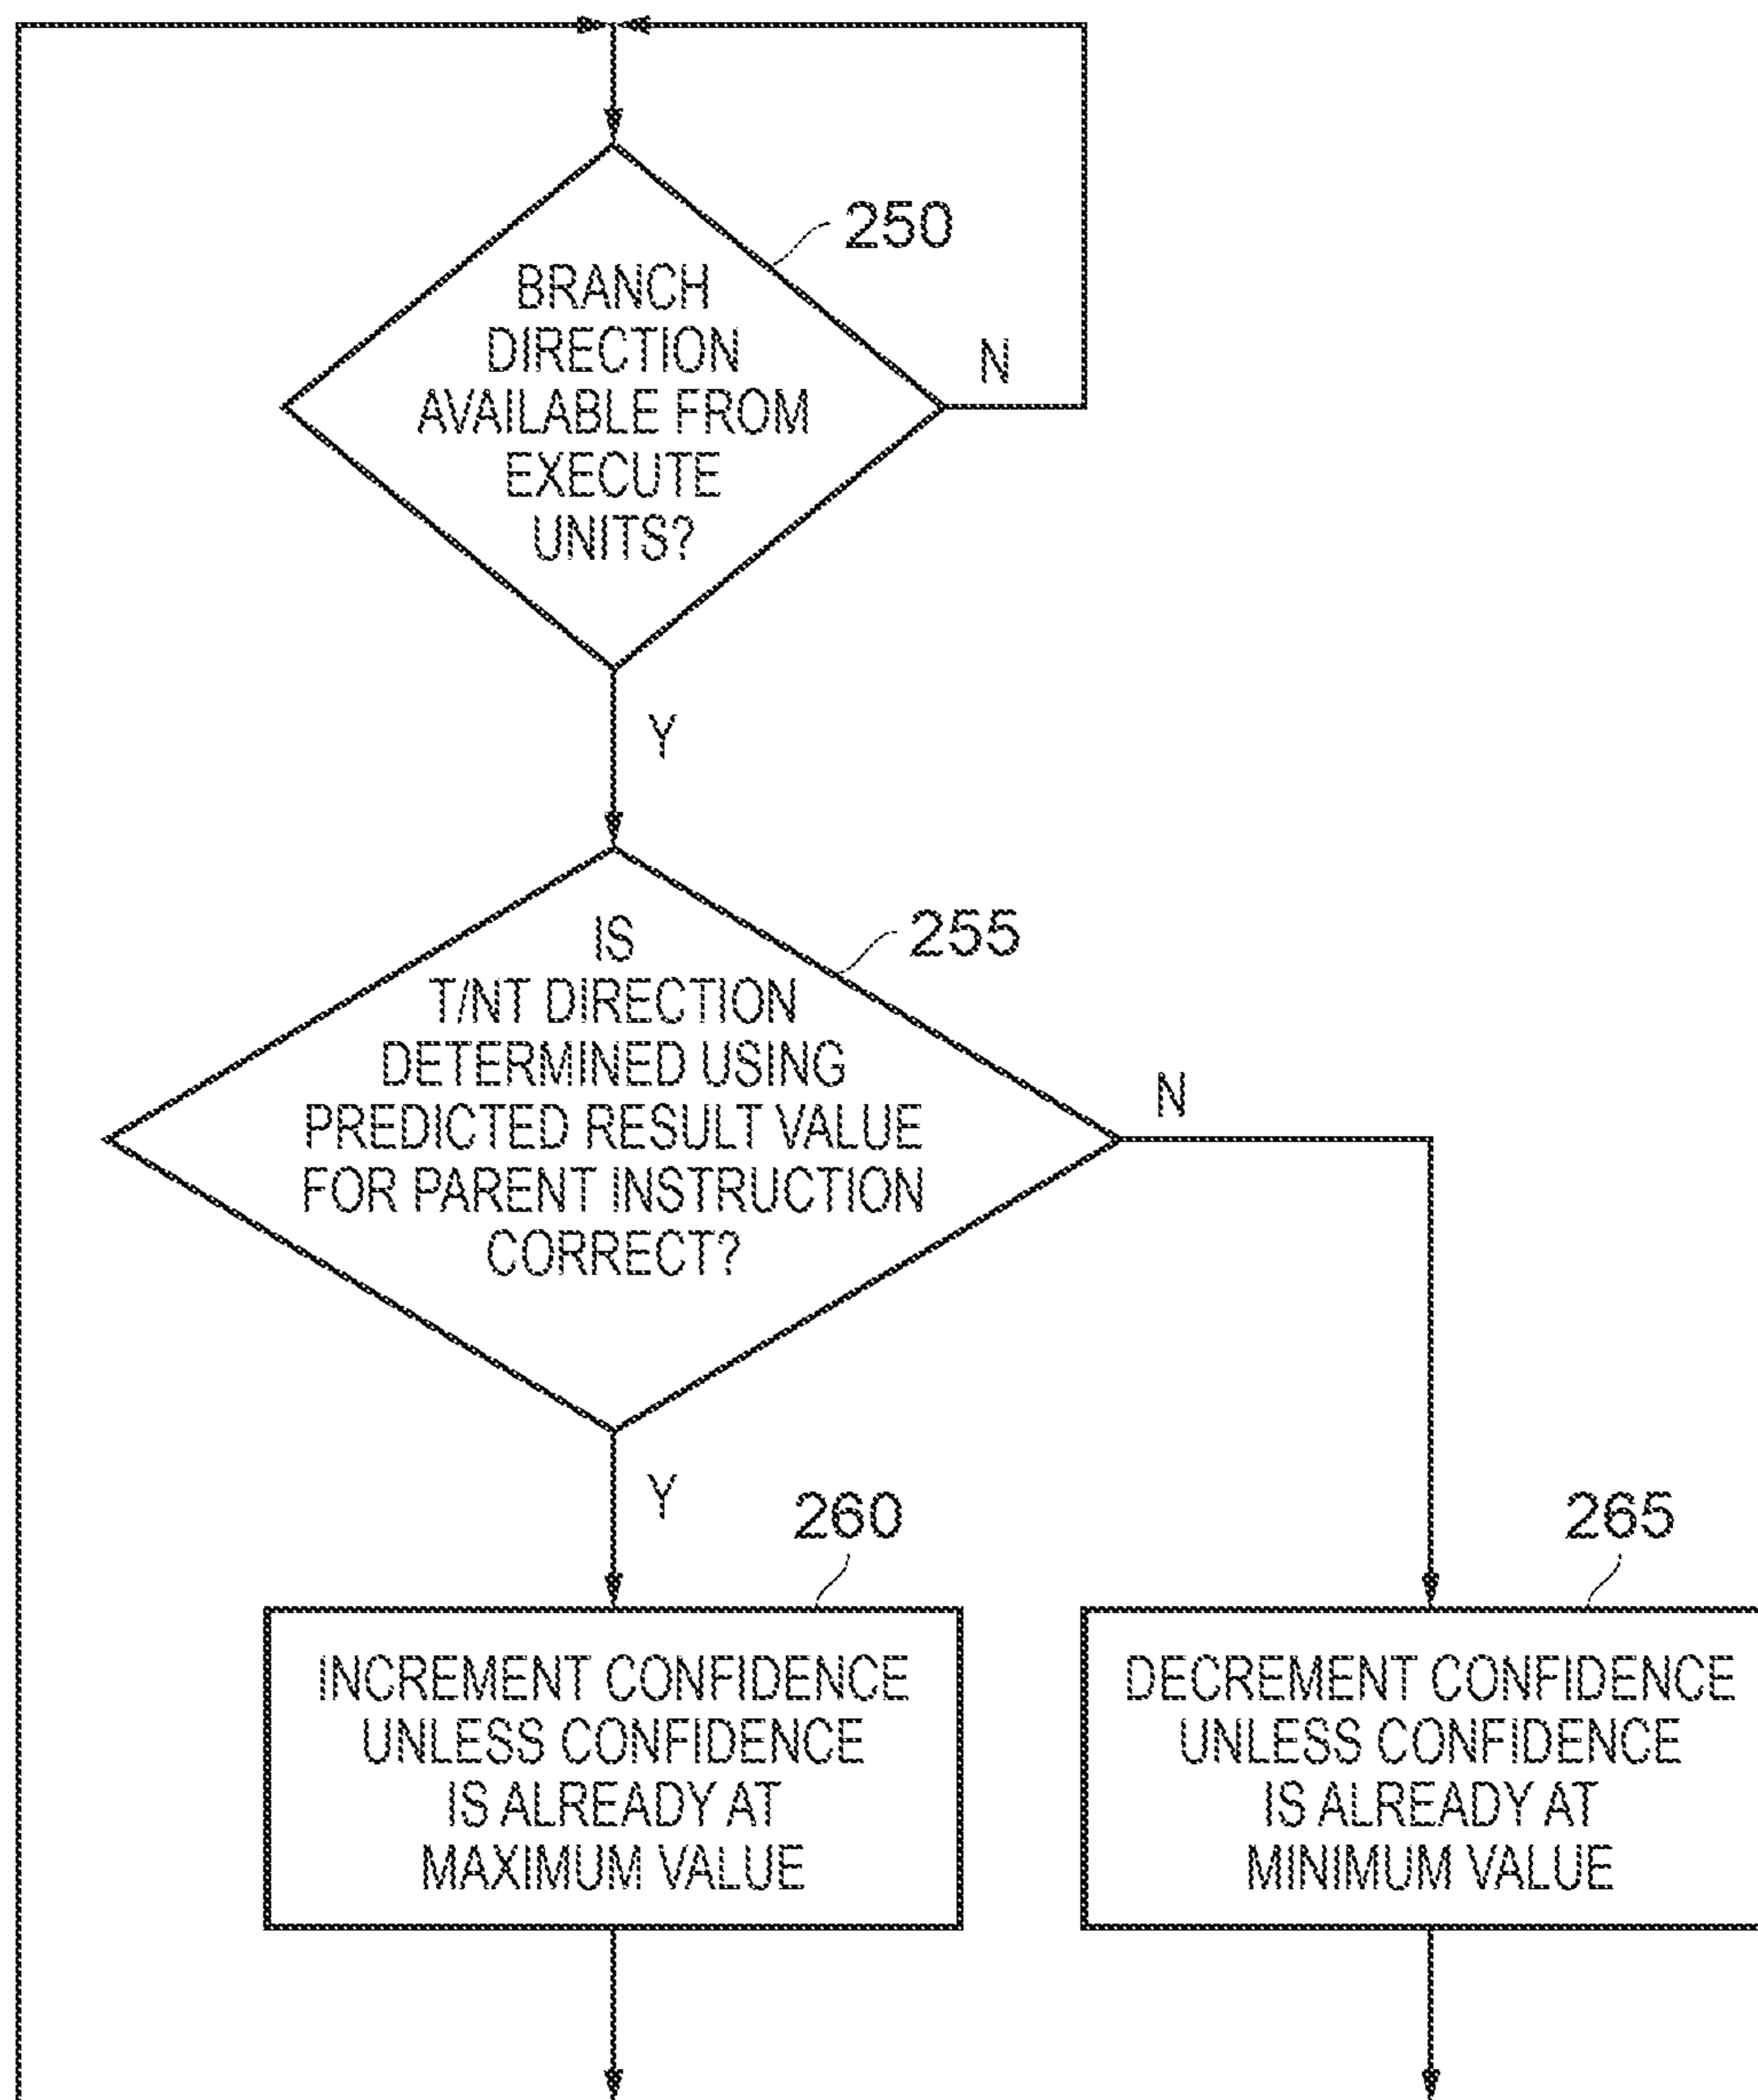 250
BRANCH
DIRECTION
AVAILABLE FROM
EXECUTE
UNITS?
N
Y
255
IS
T/NT DIRECTION
DETERMINED USING
PREDICTED RESULT VALUE
FOR PARENT INSTRUCTION
CORRECT?
N
Y
260
INCREMENT CONFIDENCE
UNLESS CONFIDENCE
IS ALREADY AT
MAXIMUM VALUE
265
DECREMENT CONFIDENCE
UNLESS CONFIDENCE
IS ALREADY AT
MINIMUM VALUE